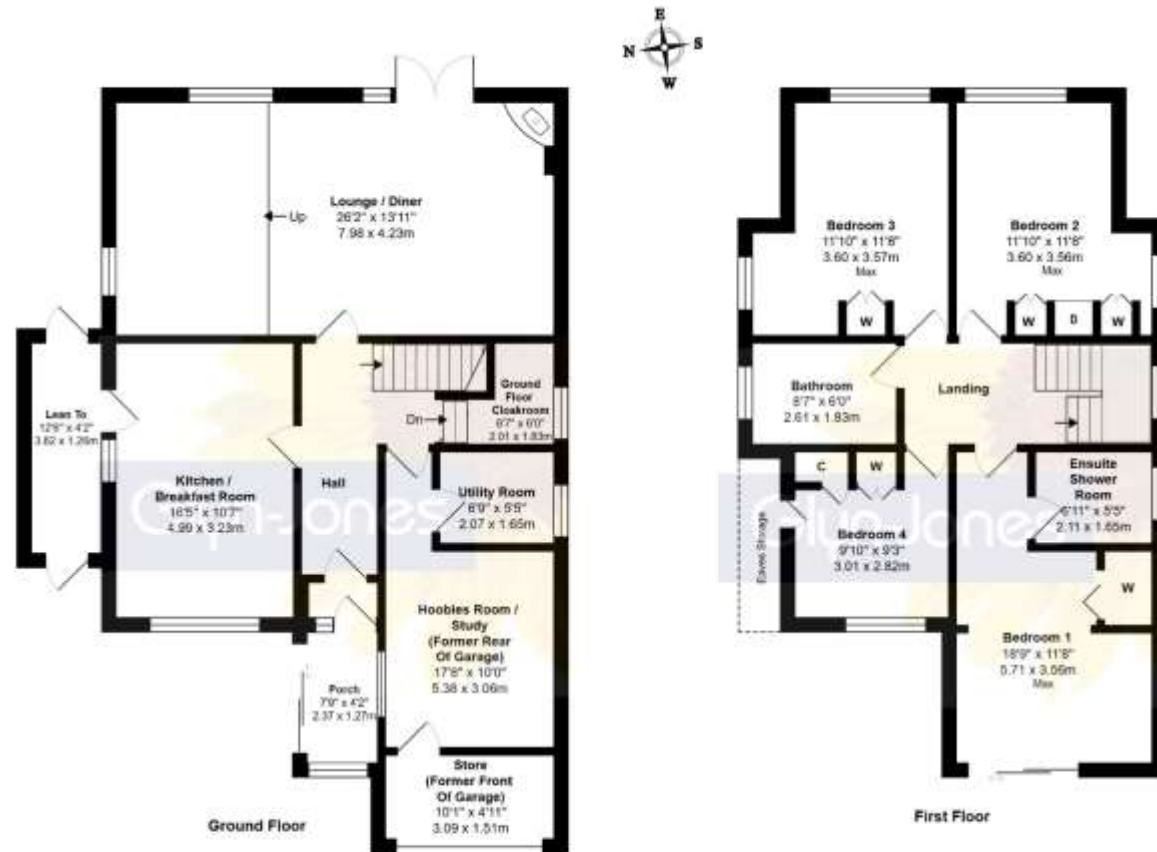 E
N
S
W
Lounge / Diner
26'2" x 13'11"
7.98 x 4.23m
Up
Lean To
12'6" x 4'2"
3.82 x 1.26m
Kitchen /
Breakfast Room
16'5" x 10'7"
4.99 x 3.23m
Hall
Dn
Ground
Floor
Cloakroom
6'7" x 6'0"
2.01 x 1.83m
Utility Room
6'9" x 5'5"
2.07 x 1.65m
Hoobies Room /
Study
(Former Rear
Of Garage)
17'8" x 10'0"
5.38 x 3.06m
Porch
7'9" x 4'2"
2.37 x 1.27m
Store
(Former Front
Of Garage)
10'1" x 4'11"
3.09 x 1.51m
Ground Floor
Bedroom 3
11'10" x 11'8"
3.60 x 3.57m
Max
W
Bedroom 2
11'10" x 11'8"
3.60 x 3.56m
Max
W
W
Bathroom
8'7" x 6'0"
2.61 x 1.83m
Landing
C
W
Eaves Storage
Bedroom 4
9'10" x 9'3"
3.01 x 2.82m
Ensuite
Shower
Room
6'11" x 5'5"
2.11 x 1.65m
W
Bedroom 1
18'9" x 11'8"
5.71 x 3.56m
Max
First Floor
Glyn-Jones
Glyn-Jones